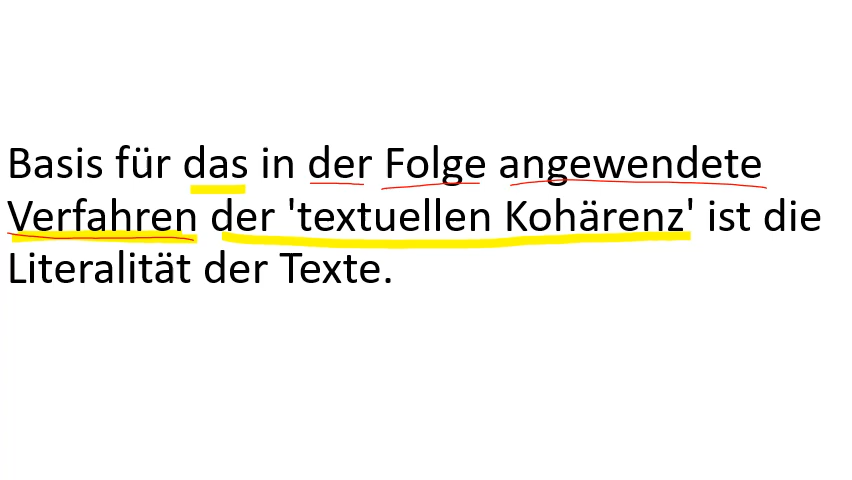 Basis für das in der Folge angewendete
Verfahren der 'textuellen Kohärenz' ist die
Literalität der Texte.